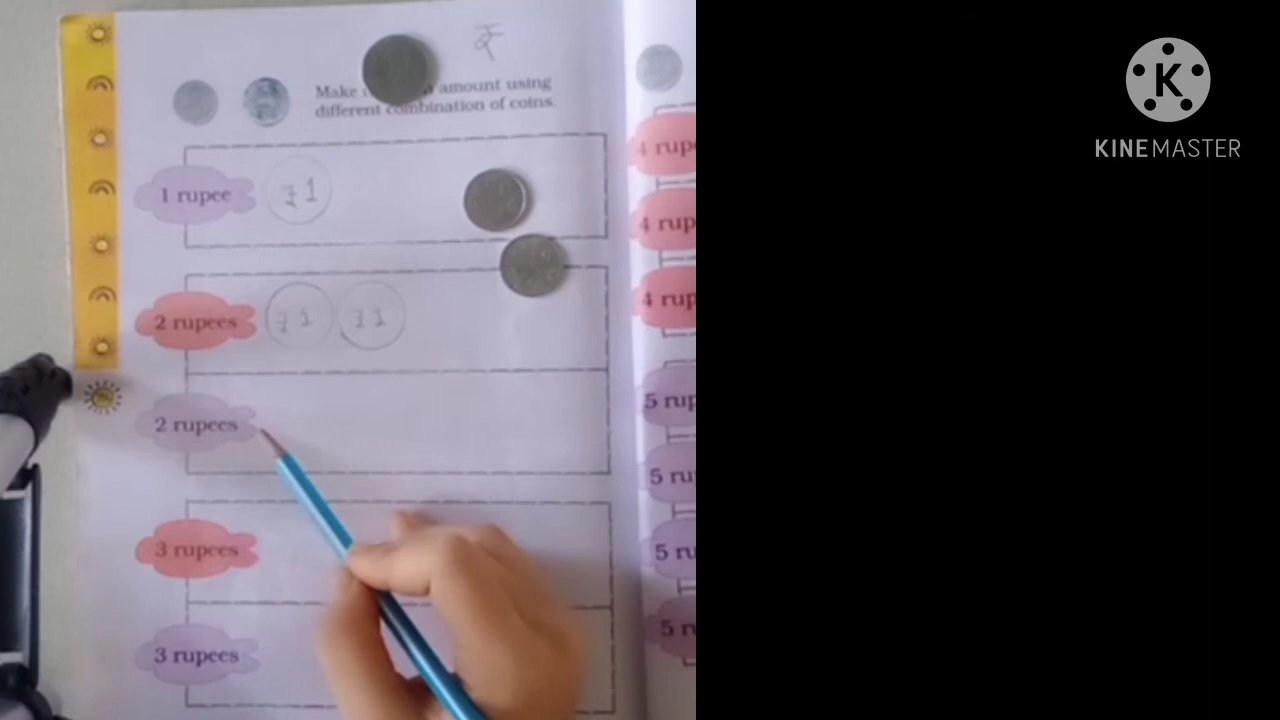 ₹
Make amount using
different combination of coins.
1 rupee ₹1
2 rupees ₹1 ₹1
2 rupees
3 rupees
3 rupees
4 rup
4 rup
4 rup
5 rup
5 ru
5 ru
5 ru
K
KINEMASTER